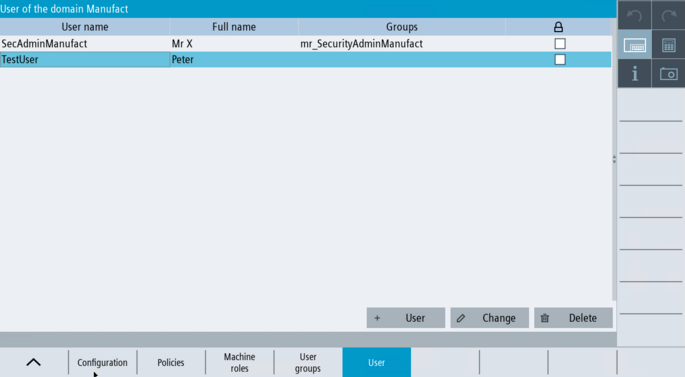 User of the domain Manufact
User name Full name Groups
SecAdminManufact Mr X mr_SecurityAdminManufact
TestUser Peter
+ User Change Delete
Configuration Policies Machine roles User groups User